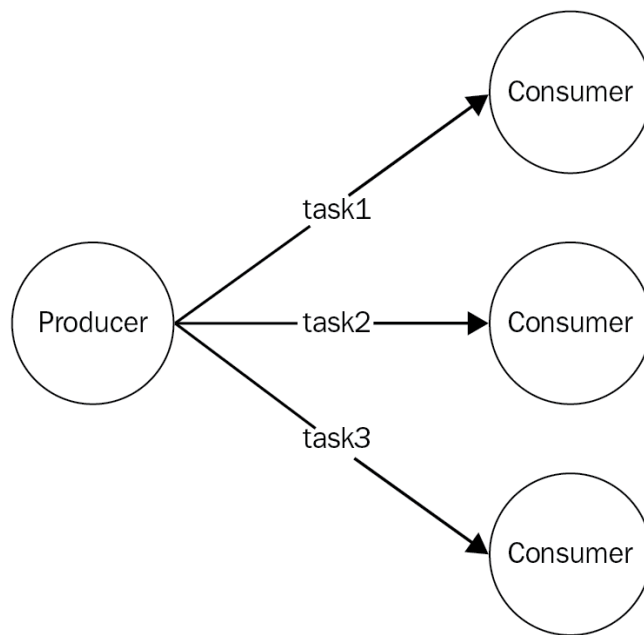 Consumer
task1
Producer
task2
Consumer
task3
Consumer